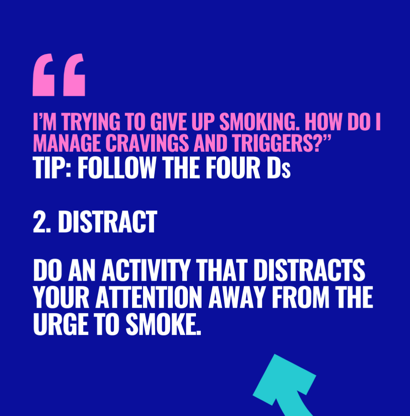 “
I’M TRYING TO GIVE UP SMOKING. HOW DO I
MANAGE CRAVINGS AND TRIGGERS?”
TIP: FOLLOW THE FOUR Ds
2. DISTRACT
DO AN ACTIVITY THAT DISTRACTS
YOUR ATTENTION AWAY FROM THE
URGE TO SMOKE.